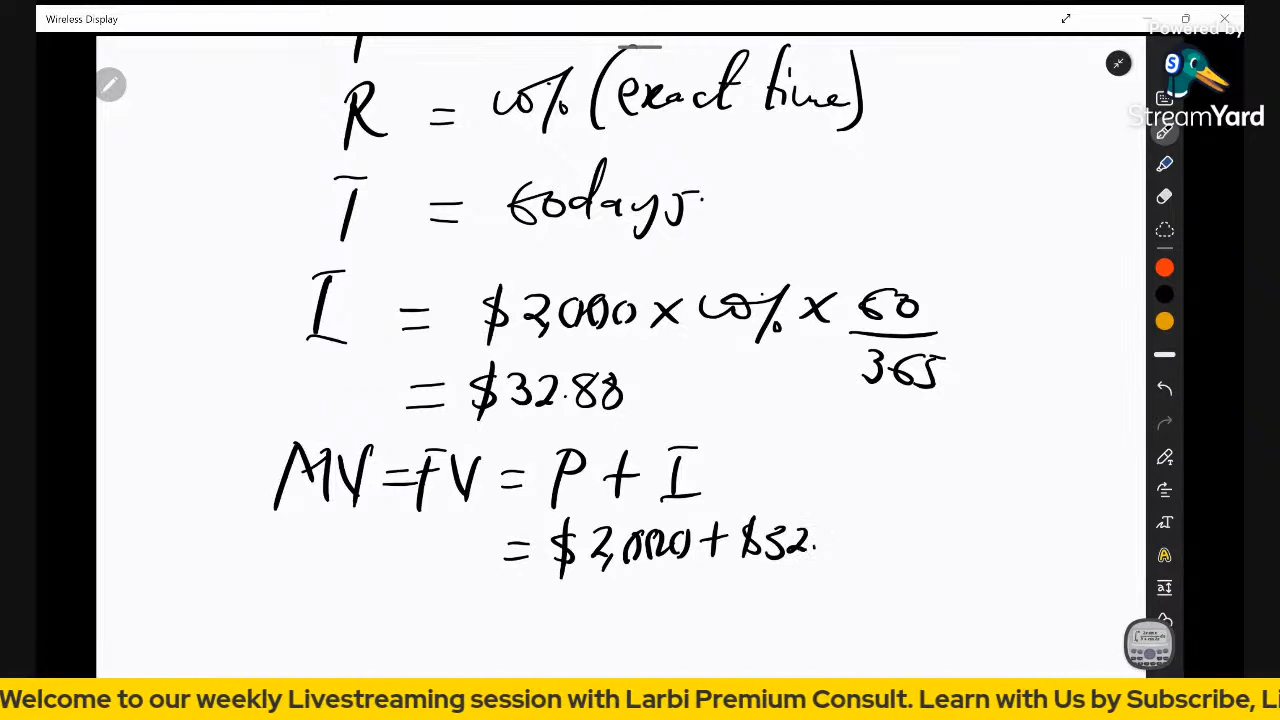 Wireless Display
Powered by
StreamYard
R = 10% (exact time)
T = 60days.
I = $2,000 x 10% x 60/365
= $32.88
MV = FV = P + I
= $2,000 + $32.
Welcome to our weekly Livestreaming session with Larbi Premium Consult. Learn with Us by Subscribe, Li